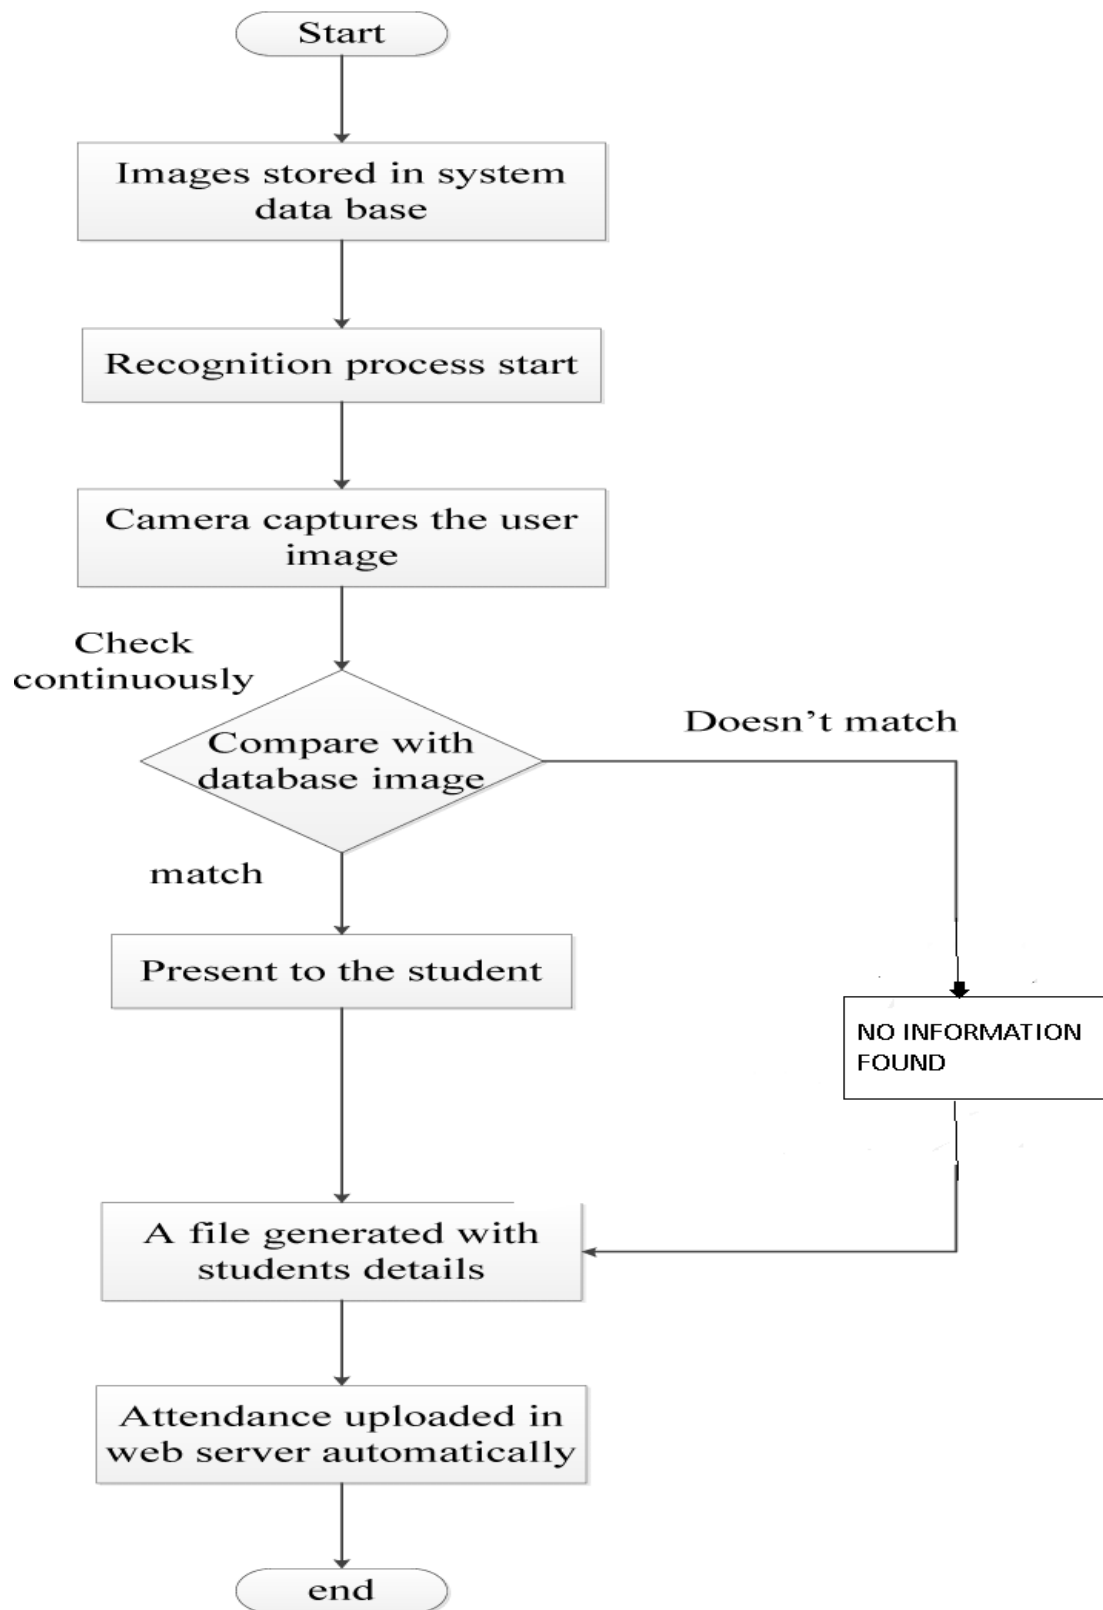 Start
Images stored in system
data base
Recognition process start
Camera captures the user
image
Check
continuously
Compare with
database image
Doesn't match
match
Present to the student
NO INFORMATION
FOUND
A file generated with
students details
Attendance uploaded in
web server automatically
end